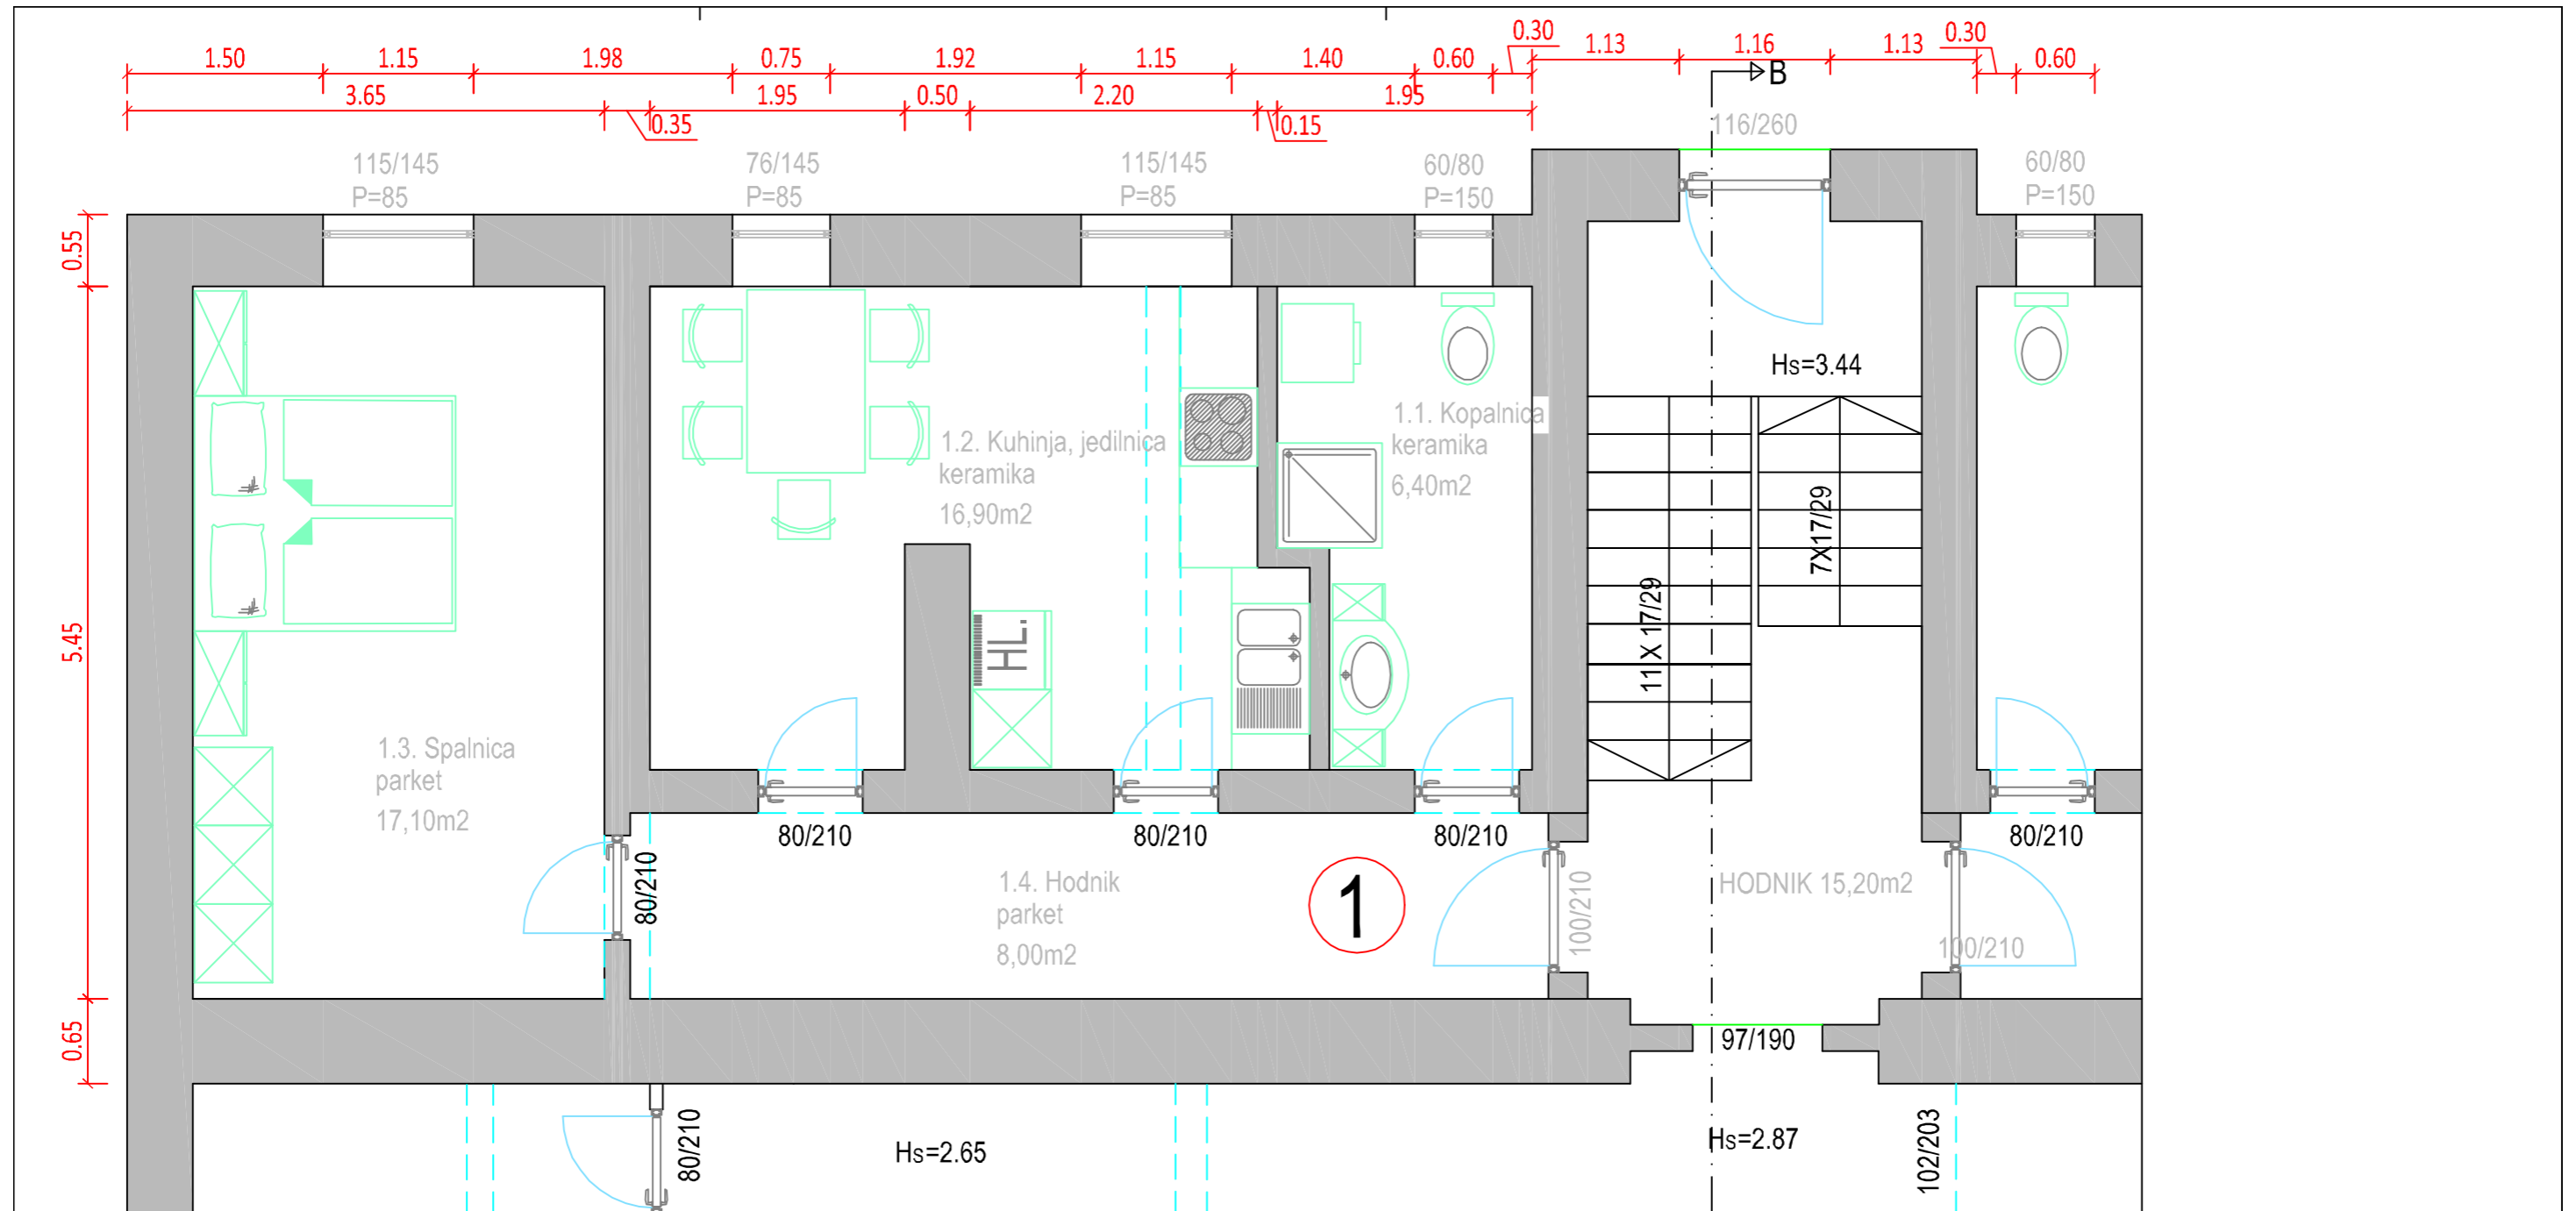 1.50 1.15 1.98 0.75 1.92 1.15 1.40 0.60 0.30 1.13 1.16 1.13 0.30 0.60
B
3.65 0.35 1.95 0.50 2.20 0.15 1.95
116/260
115/145
P=85
76/145
P=85
115/145
P=85
60/80
P=150
60/80
P=150
0.55
5.45
0.65
Hs=3.44
1.1. Kopalnica
keramika
6,40m2
1.2. Kuhinja, jedilnica
keramika
16,90m2
7X17/29
11 X 17/29
HL.
1.3. Spalnica
parket
17,10m2
80/210
80/210
80/210
80/210
80/210
1.4. Hodnik
parket
8,00m2
1
100/210
HODNIK 15,20m2
100/210
97/190
80/210
Hs=2.65
Hs=2.87
102/203